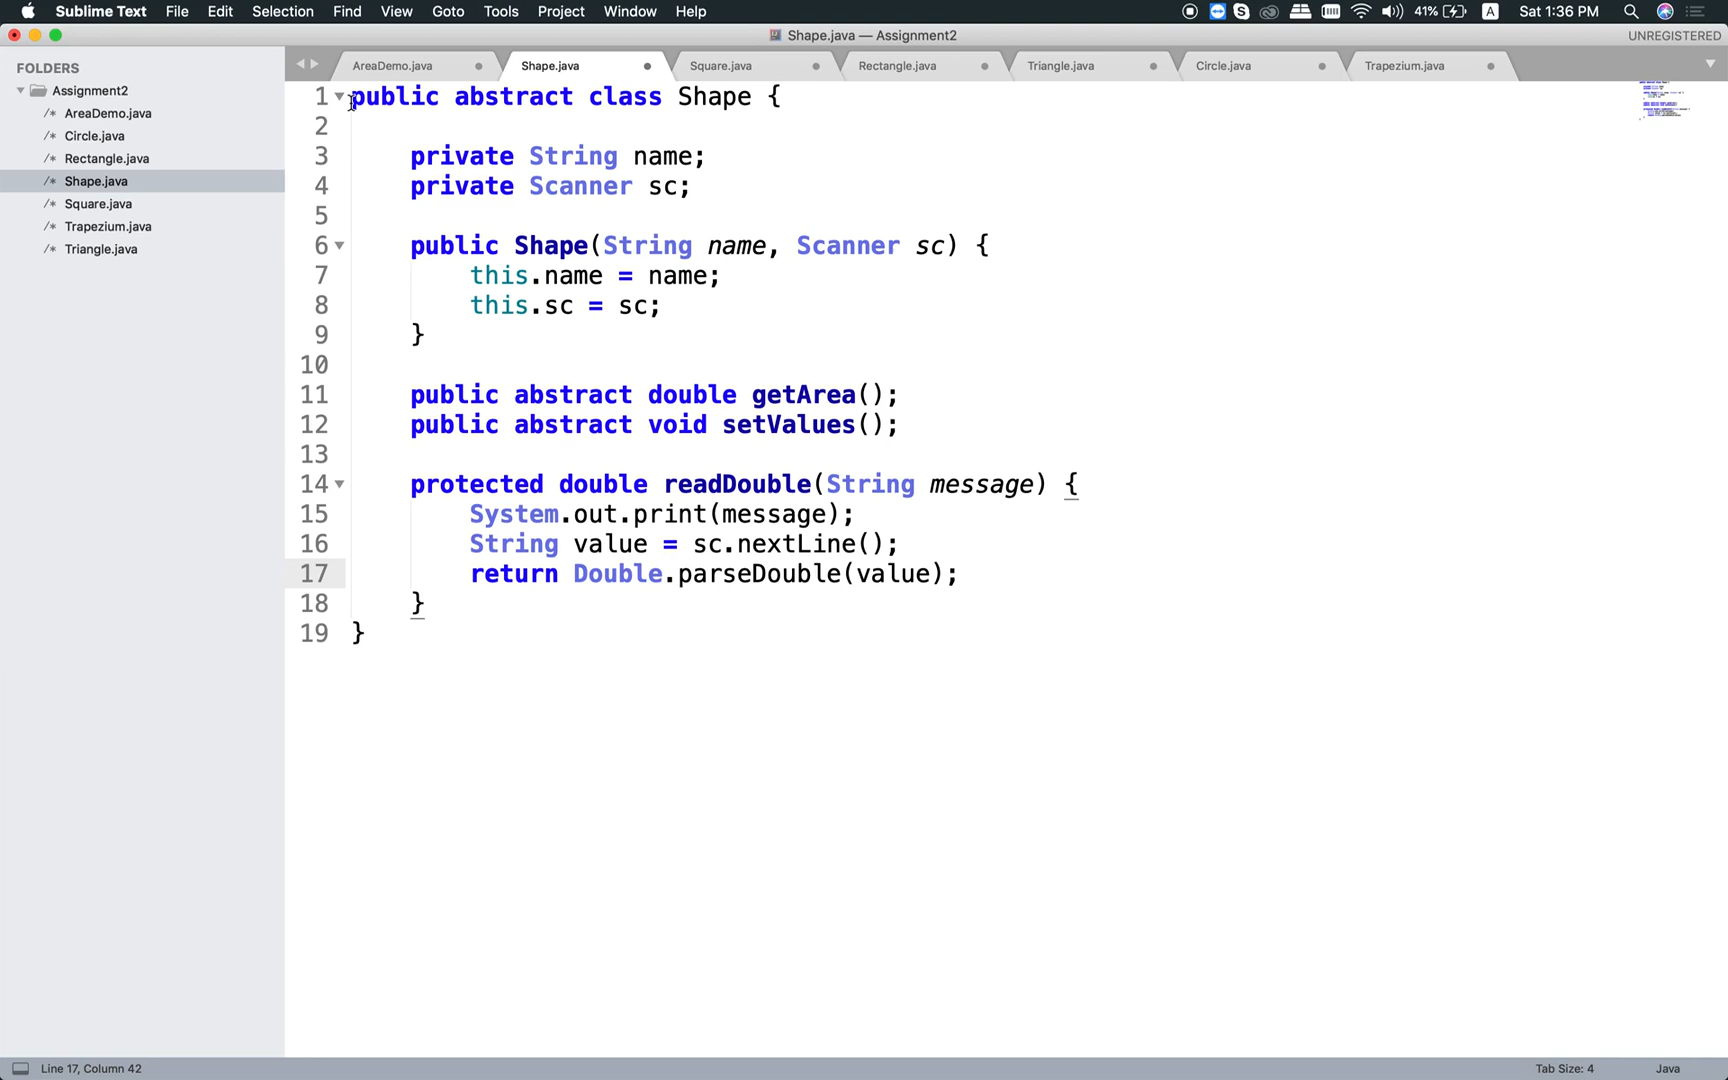 Sublime Text File Edit Selection Find View Goto Tools Project Window Help 41% A Sat 1:36 PM
Shape.java — Assignment2 UNREGISTERED
FOLDERS
Assignment2
/* AreaDemo.java
/* Circle.java
/* Rectangle.java
/* Shape.java
/* Square.java
/* Trapezium.java
/* Triangle.java
AreaDemo.java Shape.java Square.java Rectangle.java Triangle.java Circle.java Trapezium.java
1 public abstract class Shape {
2
3 private String name;
4 private Scanner sc;
5
6 public Shape(String name, Scanner sc) {
7 this.name = name;
8 this.sc = sc;
9 }
10
11 public abstract double getArea();
12 public abstract void setValues();
13
14 protected double readDouble(String message) {
15 System.out.print(message);
16 String value = sc.nextLine();
17 return Double.parseDouble(value);
18 }
19 }
Line 17, Column 42 Tab Size: 4 Java